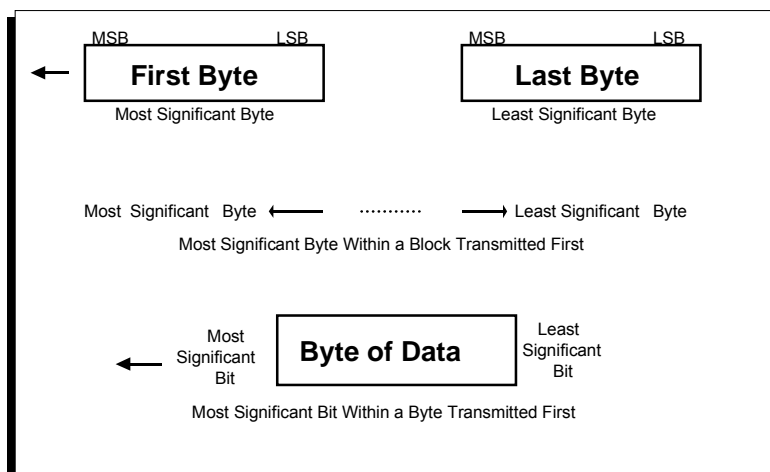 MSB LSB MSB LSB
First Byte Last Byte
Most Significant Byte Least Significant Byte
Most Significant Byte ........... Least Significant Byte
Most Significant Byte Within a Block Transmitted First
Most
Significant
Bit
Byte of Data
Least
Significant
Bit
Most Significant Bit Within a Byte Transmitted First